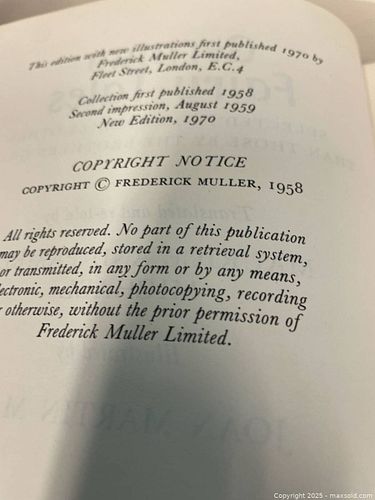 This edition with new illustrations first published 1970 by
Frederick Muller Limited,
Fleet Street, London, E.C.4
Collection first published 1958
Second impression, August 1959
New Edition, 1970
COPYRIGHT NOTICE
COPYRIGHT © FREDERICK MULLER, 1958
All rights reserved. No part of this publication
may be reproduced, stored in a retrieval system,
or transmitted, in any form or by any means,
ectronic, mechanical, photocopying, recording
otherwise, without the prior permission of
Frederick Muller Limited.
JOAN MARTIN M
Copyright 2025 - maxsold.com